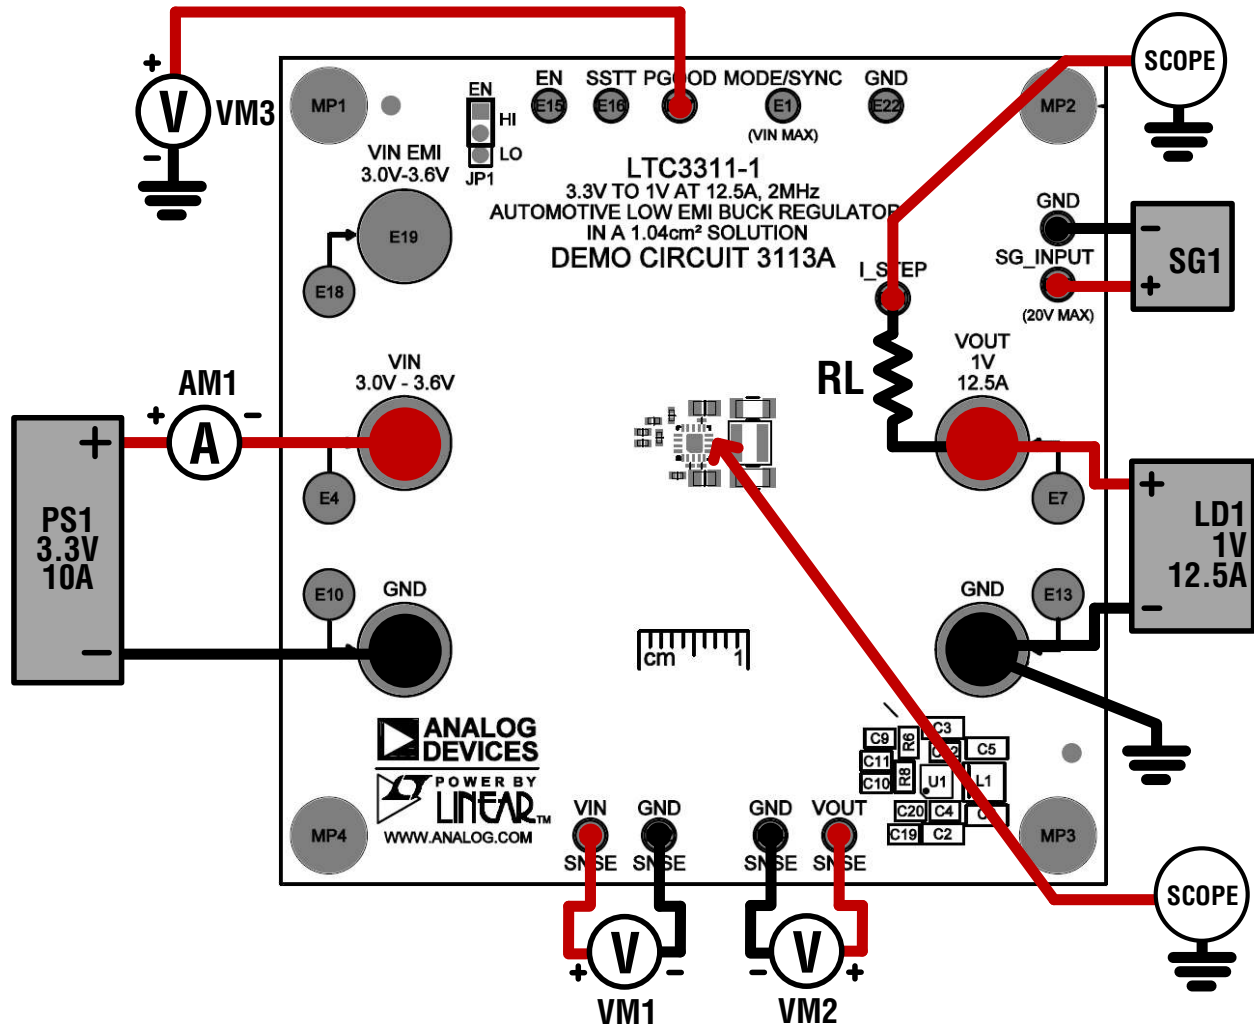 SCOPE
+
V
VM3
−
MP1
EN
HI
LO
JP1
EN
E15
SSTT
E16
PGOOD
MODE/SYNC
E1
(VIN MAX)
GND
E22
MP2
VIN EMI
3.0V-3.6V
E19
E18
LTC3311-1
3.3V TO 1V AT 12.5A, 2MHz
AUTOMOTIVE LOW EMI BUCK REGULATOR
IN A 1.04cm² SOLUTION
DEMO CIRCUIT 3113A
GND
SG_INPUT
(20V MAX)
−
SG1
+
I_STEP
RL
VOUT
1V
12.5A
VIN
3.0V - 3.6V
AM1
+
A
−
+
PS1
3.3V
10A
−
E4
E10
GND
E7
GND
E13
+
LD1
1V
12.5A
−
cm 1
ANALOG
DEVICES
POWER BY
LINEAR™
WWW.ANALOG.COM
MP4
C9
R6
C3
C5
C11
C10
R8
U1
L1
C20
C4
C19
C2
MP3
VIN
SNSE
GND
SNSE
GND
SNSE
VOUT
SNSE
+
V
−
VM1
−
V
+
VM2
SCOPE